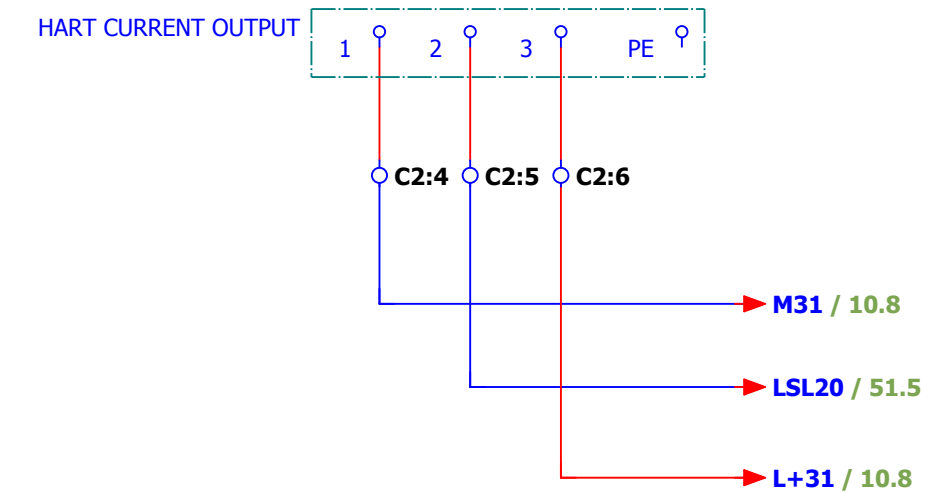 HART CURRENT OUTPUT
1 2 3 PE
C2:4 C2:5 C2:6
M31 / 10.8
LSL20 / 51.5
L+31 / 10.8